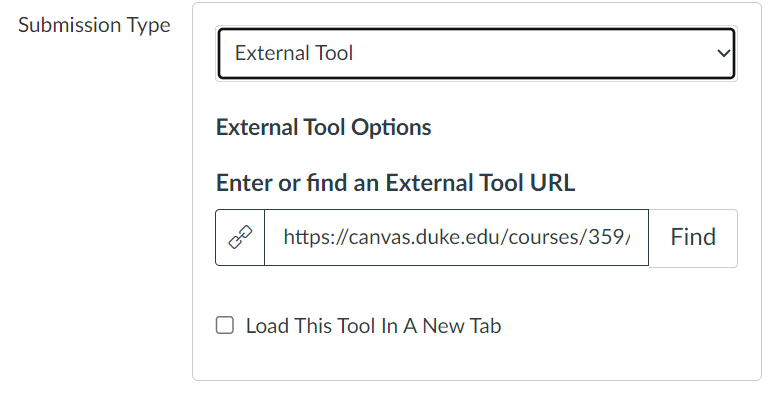 Submission Type
External Tool
External Tool Options
Enter or find an External Tool URL
https://canvas.duke.edu/courses/359/
Find
Load This Tool In A New Tab